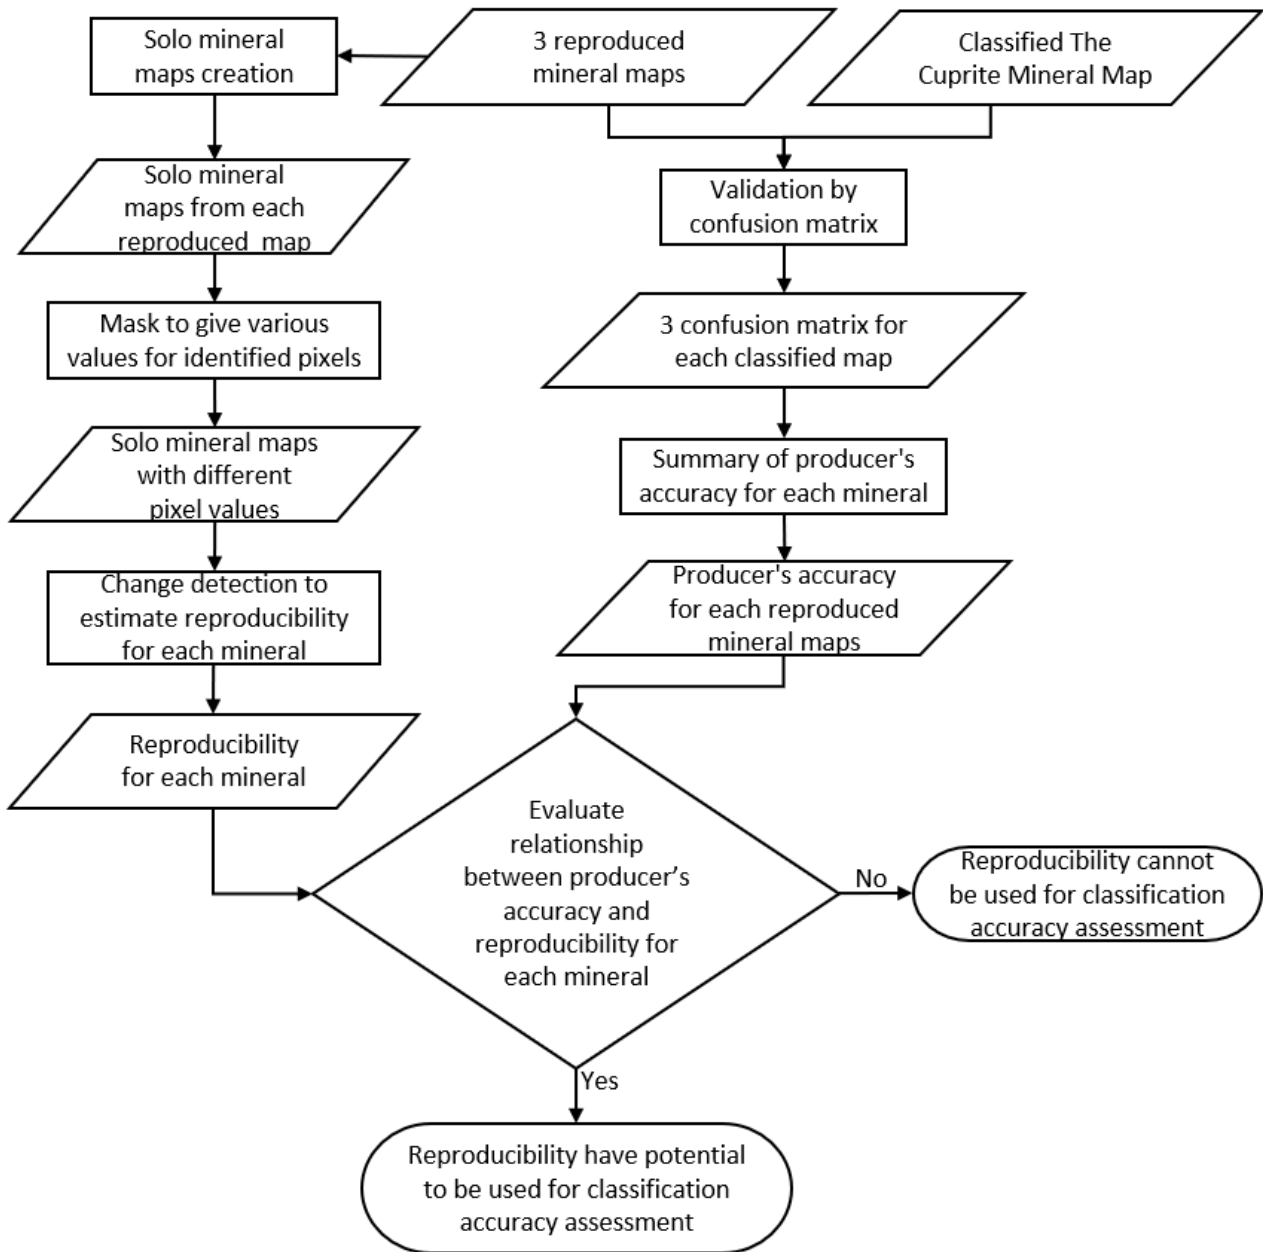 Solo mineral
maps creation
3 reproduced
mineral maps
Classified The
Cuprite Mineral Map
Solo mineral
maps from each
reproduced map
Validation by
confusion matrix
Mask to give various
values for identified pixels
3 confusion matrix for
each classified map
Solo mineral maps
with different
pixel values
Summary of producer's
accuracy for each mineral
Change detection to
estimate reproducibility
for each mineral
Producer's accuracy
for each reproduced
mineral maps
Reproducibility
for each mineral
Evaluate
relationship
between producer’s
accuracy and
reproducibility for
each mineral
No
Reproducibility cannot
be used for classification
accuracy assessment
Yes
Reproducibility have potential
to be used for classification
accuracy assessment